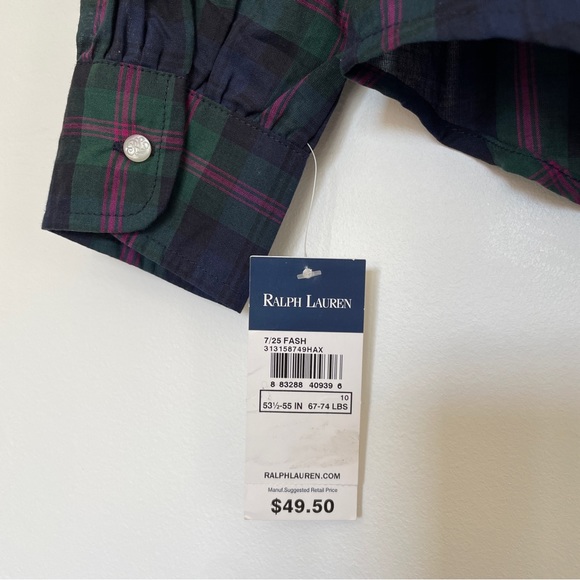 RALPH LAUREN
7/25 FASH
313158749HAX
8 83288 40939 6
10
53½-55 IN 67-74 LBS
RALPHLAUREN.COM
Manuf.Suggested Retail Price
$49.50